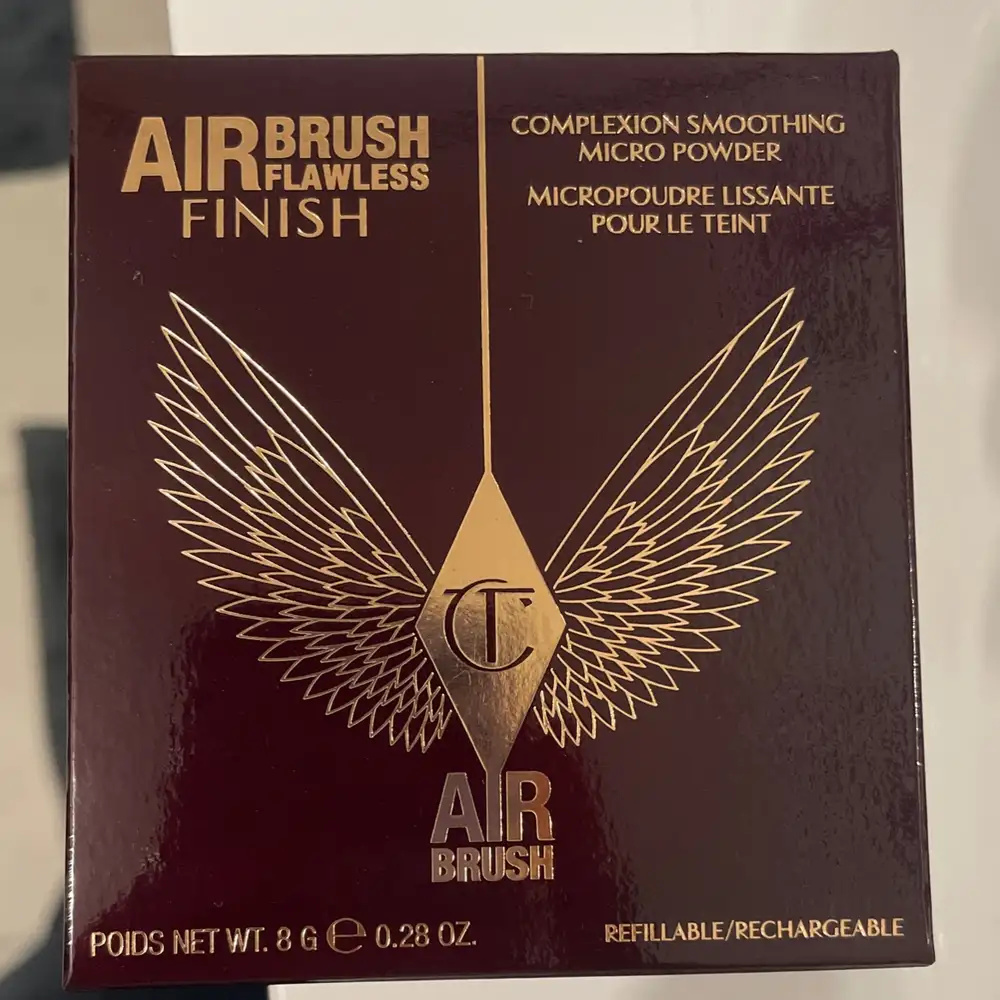 AIRBRUSH
FLAWLESS
FINISH
COMPLEXION SMOOTHING
MICRO POWDER
MICROPOUDRE LISSANTE
POUR LE TEINT
CT
AIR
BRUSH
POIDS NET WT. 8 G ℮ 0.28 OZ.
REFILLABLE/RECHARGEABLE